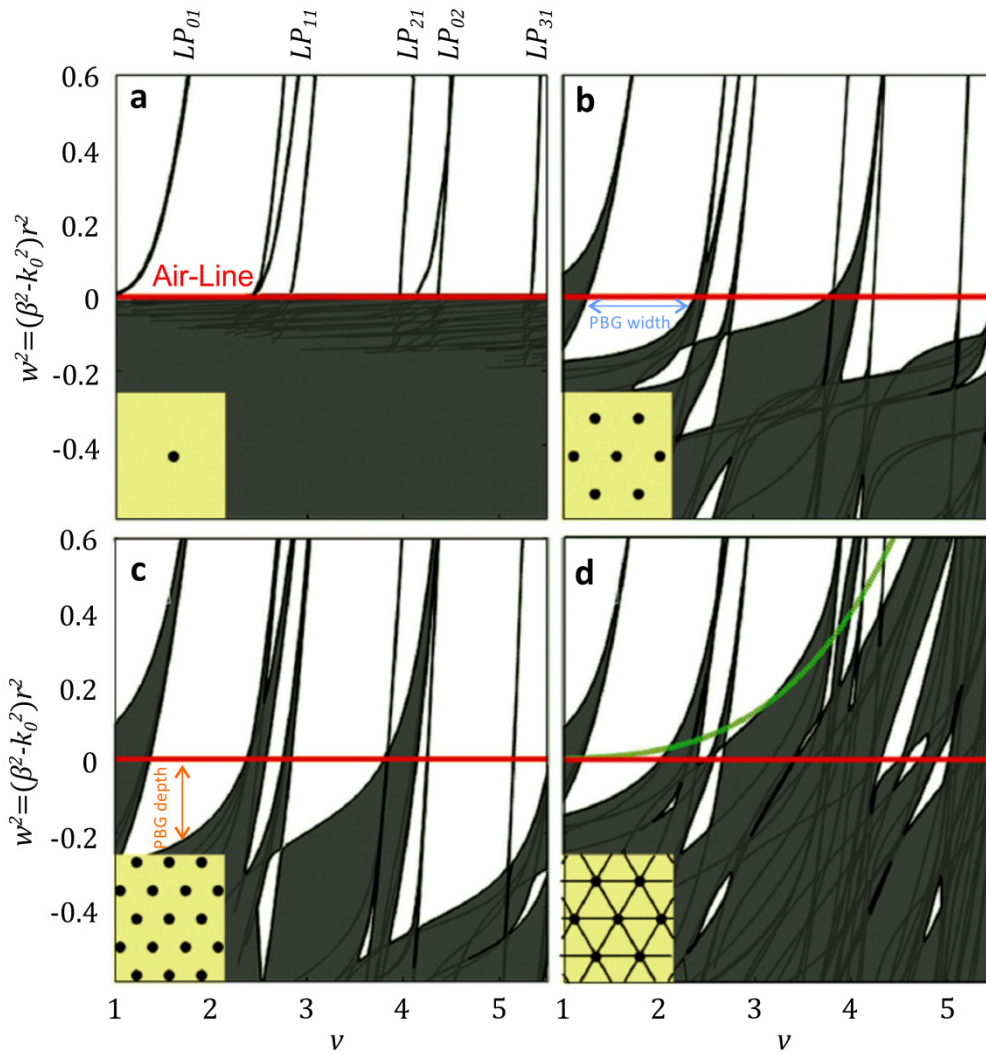 LP₀₁ LP₁₁ LP₂₁ LP₀₂ LP₃₁
0.6 a b
0.4
0.2
Air-Line
0
PBG width
-0.2
-0.4
w²=(β²-k₀²)r²
0.6 c d
0.4
0.2
0
PBG depth
-0.2
-0.4
w²=(β²-k₀²)r²
1 2 3 4 5 1 2 3 4 5
v v